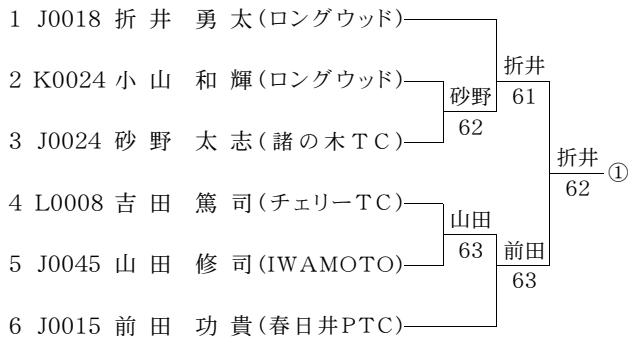 1 J0018 折井 勇太(ロングウッド)
折井
2 K0024 小山 和輝(ロングウッド)
砂野
61
62
3 J0024 砂野 太志(諸の木TC)
折井
①
62
4 L0008 吉田 篤司(チェリーTC)
山田
63
前田
5 J0045 山田 修司(IWAMOTO)
63
6 J0015 前田 功貴(春日井PTC)